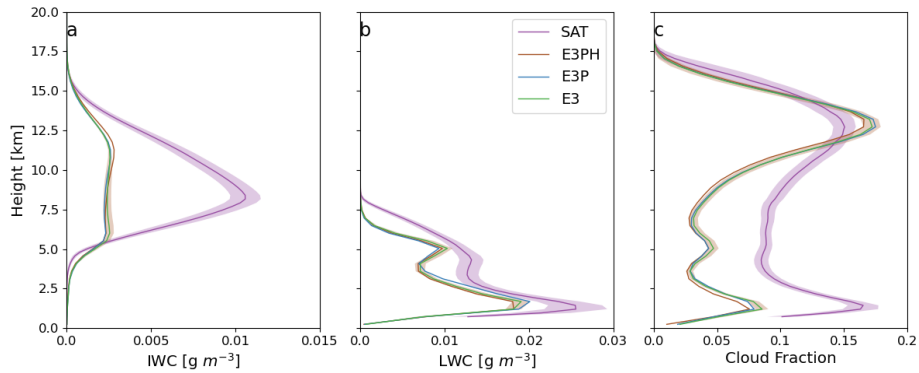 a
b
c
SAT
E3PH
E3P
E3
20.0
17.5
15.0
12.5
10.0
7.5
5.0
2.5
0.0
Height [km]
0.000 0.005 0.010 0.015
IWC [g m⁻³]
0.00 0.01 0.02 0.03
LWC [g m⁻³]
0.00 0.05 0.10 0.15 0.2
Cloud Fraction